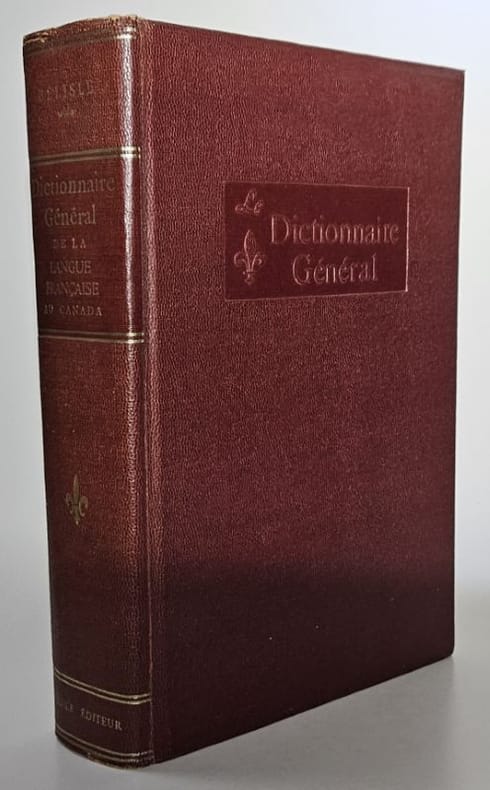 Dictionnaire
Général
DE LA
LANGUE
FRANÇAISE
AU CANADA
ÉDITEUR
Le
Dictionnaire
Général